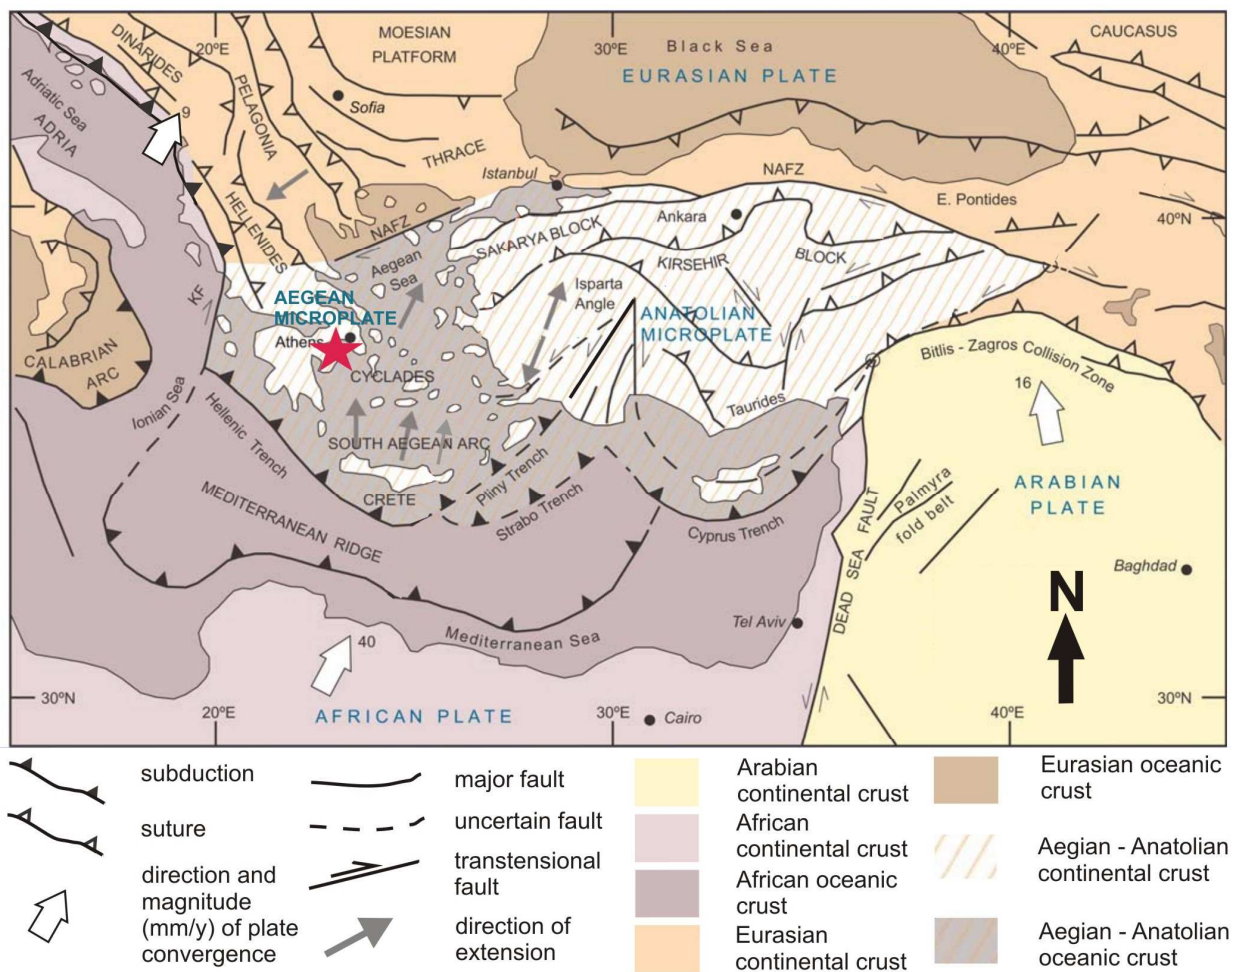 DINARIDES
20ºE
MOESIAN
PLATFORM
30ºE
Black Sea
40ºE
CAUCASUS
EURASIAN PLATE
Adriatic Sea
ADRIA
9
PELAGONIA
Sofia
THRACE
Istanbul
NAFZ
HELLENIDES
NAFZ
Ankara
E. Pontides
40ºN
SAKARYA BLOCK
KIRSEHIR
BLOCK
Aegean
Sea
KF
Isparta
Angle
AEGEAN
MICROPLATE
ANATOLIAN
MICROPLATE
Athens
CALABRIAN
ARC
CYCLADES
Bitlis - Zagros Collision Zone
16
Ionian Sea
Hellenic Trench
Taurides
SOUTH AEGEAN ARC
CRETE
Pliny Trench
Strabo Trench
Cyprus Trench
MEDITERRANEAN RIDGE
ARABIAN
PLATE
Palmyra
fold belt
DEAD SEA FAULT
Baghdad
N
Tel Aviv
Mediterranean Sea
40
30ºN
30ºN
20ºE
AFRICAN PLATE
30ºE
Cairo
40ºE
subduction
suture
direction and
magnitude
(mm/y) of plate
convergence
major fault
uncertain fault
transtensional
fault
direction of
extension
Arabian
continental crust
African
continental crust
African oceanic
crust
Eurasian
continental crust
Eurasian oceanic
crust
Aegian - Anatolian
continental crust
Aegian - Anatolian
oceanic crust